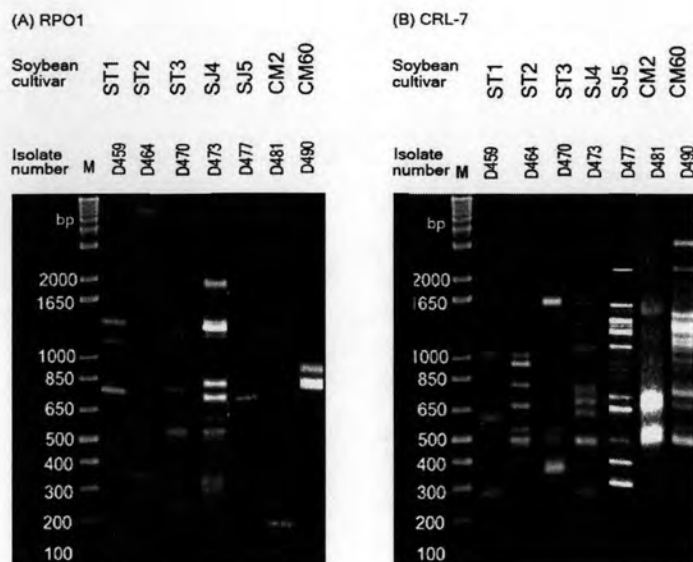 (A) RPO1
Soybean cultivar ST1 ST2 ST3 SJ4 SJ5 CM2 CM60
Isolate number M D459 D464 D470 D473 D477 D481 D490
bp
2000
1650
1000
850
650
500
400
300
200
100
(B) CRL-7
Soybean cultivar ST1 ST2 ST3 SJ4 SJ5 CM2 CM60
Isolate number M D459 D464 D470 D473 D477 D481 D490
bp
2000
1650
1000
850
650
500
400
300
200
100